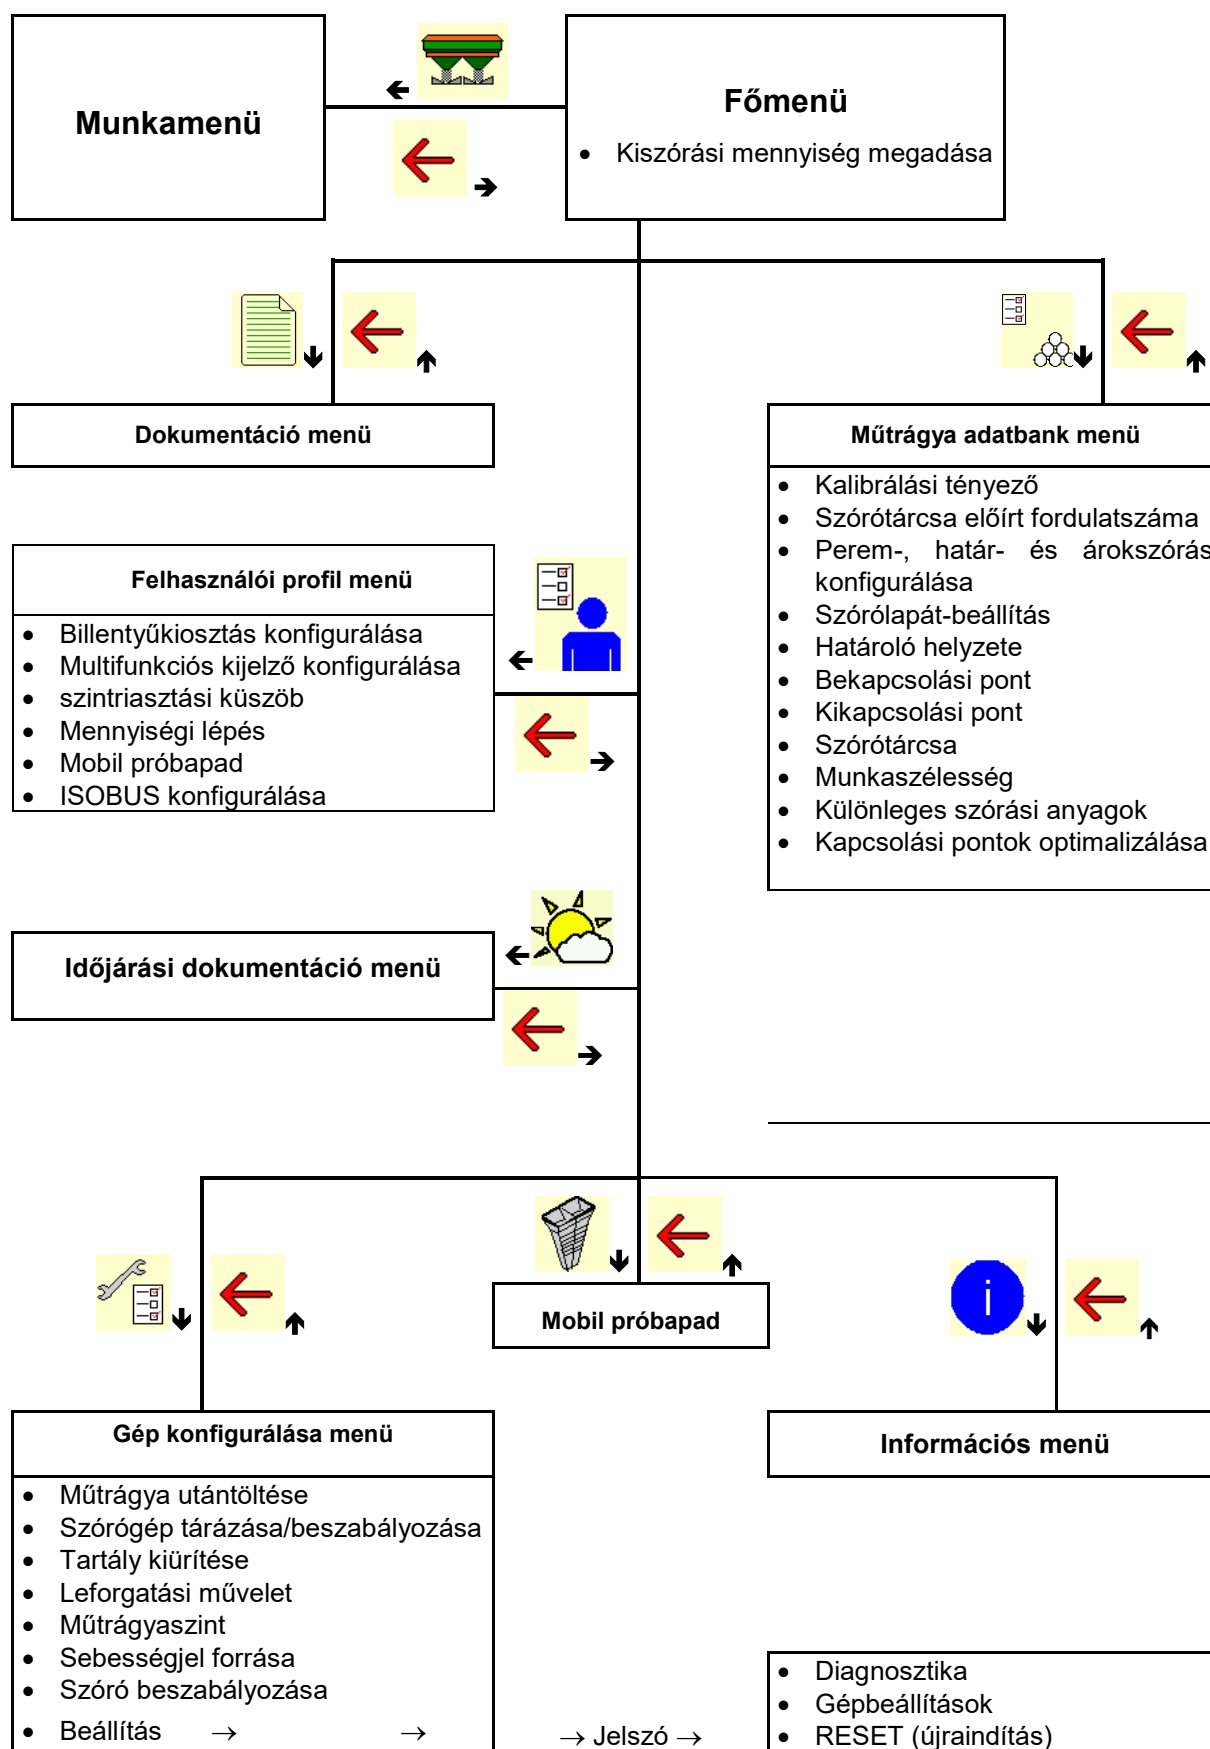 Munkamenü
Főmenü
• Kiszórási mennyiség megadása
Dokumentáció menü
Műtrágya adatbank menü
• Kalibrálási tényező
• Szórótárcsa előírt fordulatszáma
• Perem-, határ- és árokszórás
konfigurálása
• Szórólapát-beállítás
• Határoló helyzete
• Bekapcsolási pont
• Kikapcsolási pont
• Szórótárcsa
• Munkaszélesség
• Különleges szórási anyagok
• Kapcsolási pontok optimalizálása
Felhasználói profil menü
• Billentyűkiosztás konfigurálása
• Multifunkciós kijelző konfigurálása
• szintriasztási küszöb
• Mennyiségi lépés
• Mobil próbapad
• ISOBUS konfigurálása
Időjárási dokumentáció menü
Mobil próbapad
Gép konfigurálása menü
• Műtrágya utántöltése
• Szórógép tárázása/beszabályozása
• Tartály kiürítése
• Leforgatási művelet
• Műtrágyaszint
• Sebességjel forrása
• Szóró beszabályozása
• Beállítás → → → Jelszó →
Információs menü
• Diagnosztika
• Gépbeállítások
• RESET (újraindítás)